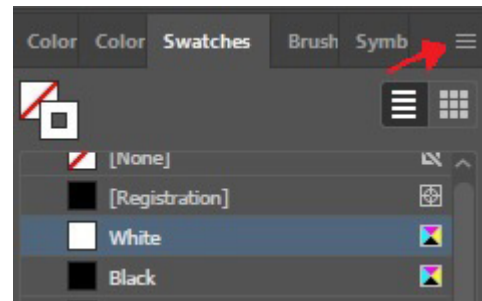 Color Color Swatches Brush Symb
[None]
[Registration]
White
Black